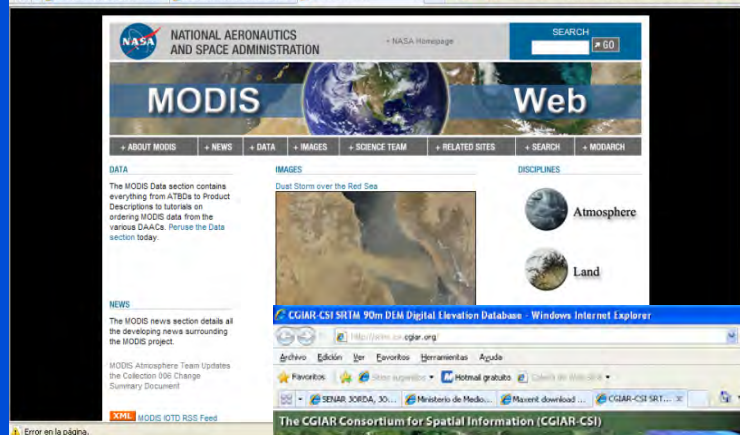 NASA
NATIONAL AERONAUTICS
AND SPACE ADMINISTRATION
+ NASA Homepage
SEARCH
GO
MODIS Web
+ ABOUT MODIS + NEWS + DATA + IMAGES + SCIENCE TEAM + RELATED SITES + SEARCH + MODARCH
DATA
The MODIS Data section contains
everything from ATBDs to Product
Descriptions to tutorials on
ordering MODIS data from the
various DAACs. Peruse the Data
section today.
IMAGES
Dust Storm over the Red Sea
DISCIPLINES
Atmosphere
Land
NEWS
The MODIS news section details all
the developing news surrounding
the MODIS project.
MODIS Atmosphere Team Updates
the Collection 006 Change
Summary Document
XML MODIS IOTD RSS Feed
Error en la página.
CGIAR-CSI SRTM 90m DEM Digital Elevation Database - Windows Internet Explorer
cgiar.org
Archivo Edición Ver Favoritos Herramientas Ayuda
Favoritos Hotmail gratuito
SENAR JORDA, JO... Ministerio de Medio... Maxent download ... CGIAR-CSI SRT...
The CGIAR Consortium for Spatial Information (CGIAR-CSI)